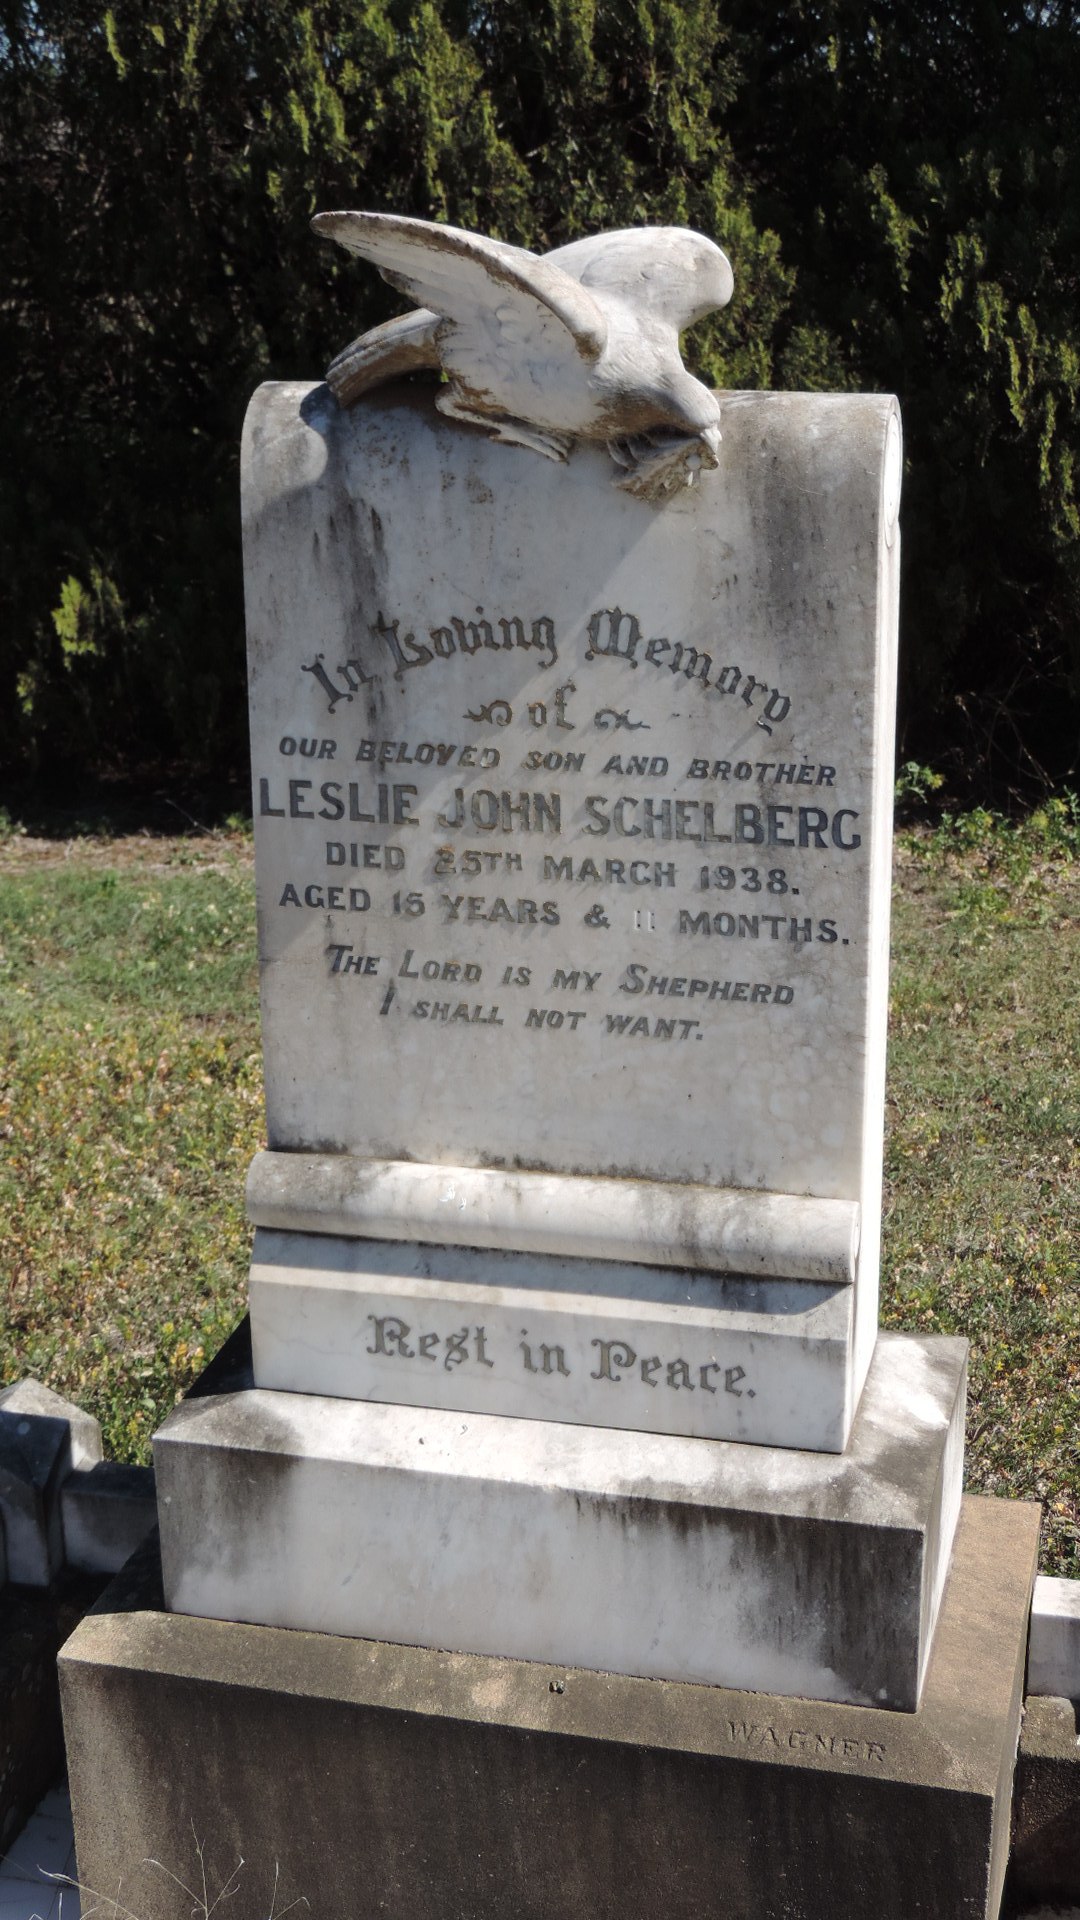 In Loving Memory
of
OUR BELOVED SON AND BROTHER
LESLIE JOHN SCHELBERG
DIED 25TH MARCH 1938.
AGED 15 YEARS & 11 MONTHS.
THE LORD IS MY SHEPHERD
I SHALL NOT WANT.
Rest in Peace.
WAGNER